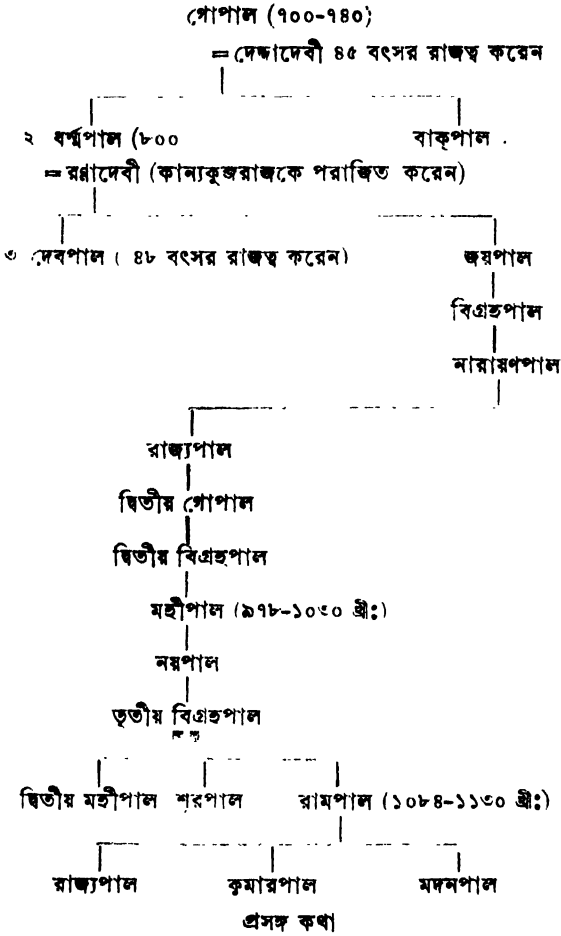 গোপাল (৭০০-৭৪০)
= দেদ্দাদেবী ৪৫ বৎসর রাজত্ব করেন
২ ধর্ম্মপাল (৮০০ বাক্‌পাল
= রণ্ণাদেবী (কান্যকুব্জরাজকে পরাজিত করেন)
৩ দেবপাল ( ৪৮ বৎসর রাজত্ব করেন) জয়পাল
বিগ্রহপাল
নারায়ণপাল
রাজ্যপাল
দ্বিতীয় গোপাল
দ্বিতীয় বিগ্রহপাল
মহীপাল (৯৭৮-১০৩০ খ্রীঃ)
নয়পাল
তৃতীয় বিগ্রহপাল
দ্বিতীয় মহীপাল শূরপাল রামপাল (১০৮৪-১১৩০ খ্রীঃ)
রাজ্যপাল কুমারপাল মদনপাল
প্রসঙ্গ কথা